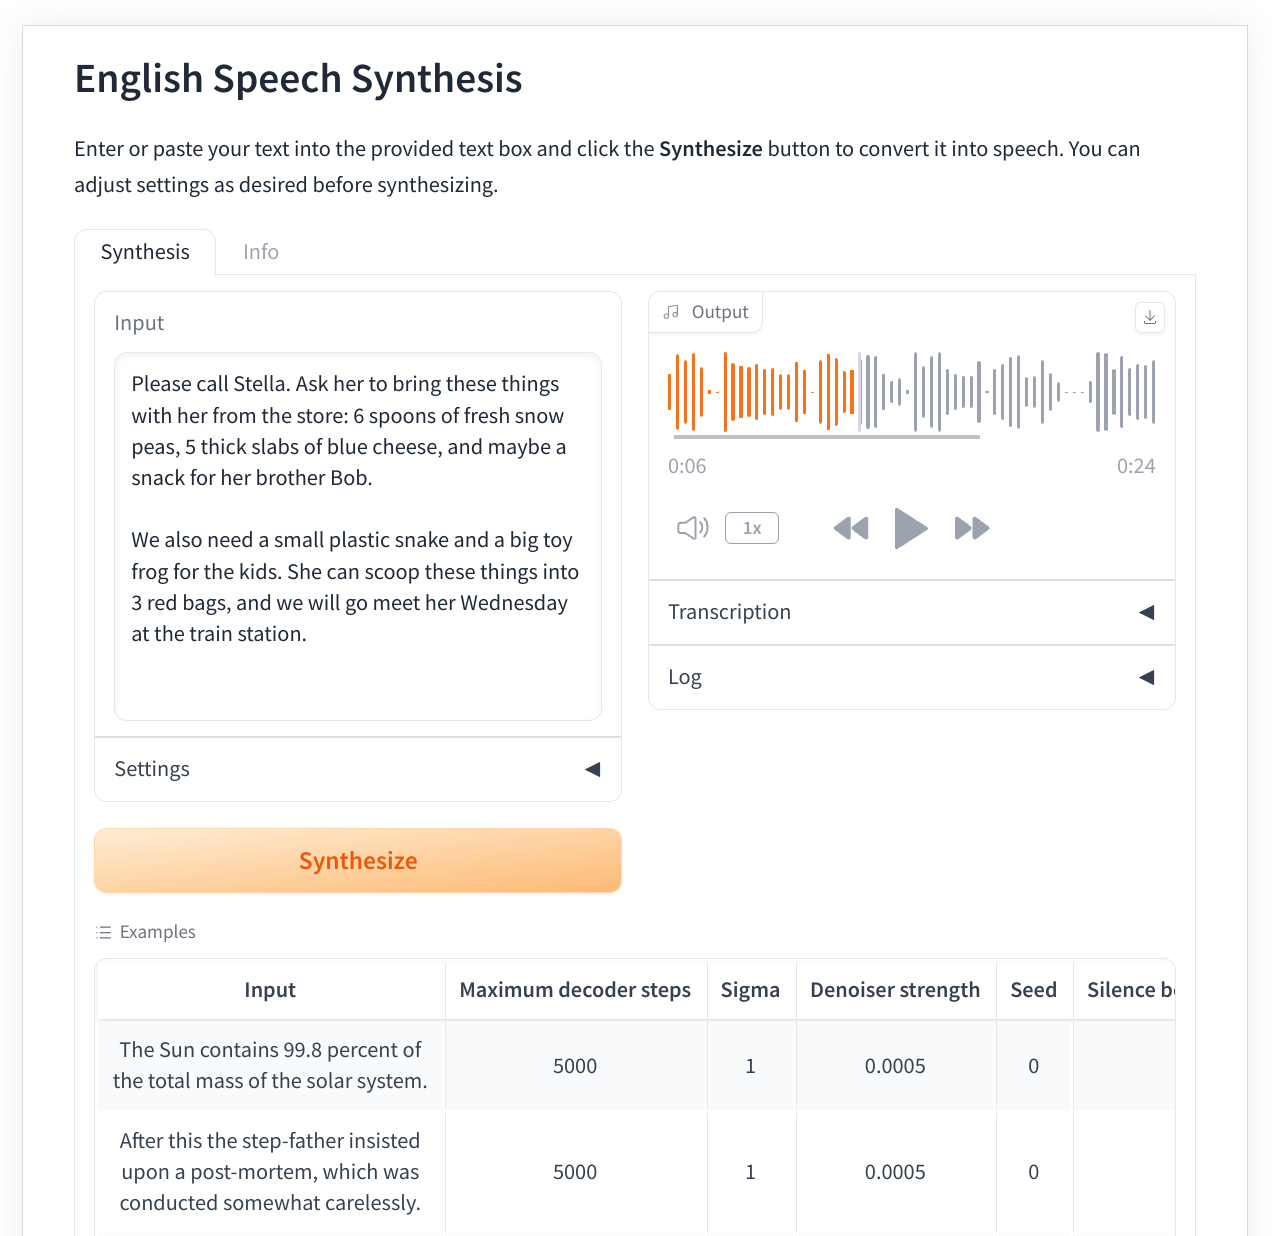 English Speech Synthesis
Enter or paste your text into the provided text box and click the Synthesize button to convert it into speech. You can
adjust settings as desired before synthesizing.
Synthesis
Info
Input
Please call Stella. Ask her to bring these things
with her from the store: 6 spoons of fresh snow
peas, 5 thick slabs of blue cheese, and maybe a
snack for her brother Bob.
We also need a small plastic snake and a big toy
frog for the kids. She can scoop these things into
3 red bags, and we will go meet her Wednesday
at the train station.
Settings
Synthesize
Output
0:06
0:24
1x
Transcription
Log
Examples
Input Maximum decoder steps Sigma Denoiser strength Seed Silence
The Sun contains 99.8 percent of
the total mass of the solar system.
5000 1 0.0005 0
After this the step-father insisted
upon a post-mortem, which was
conducted somewhat carelessly.
5000 1 0.0005 0